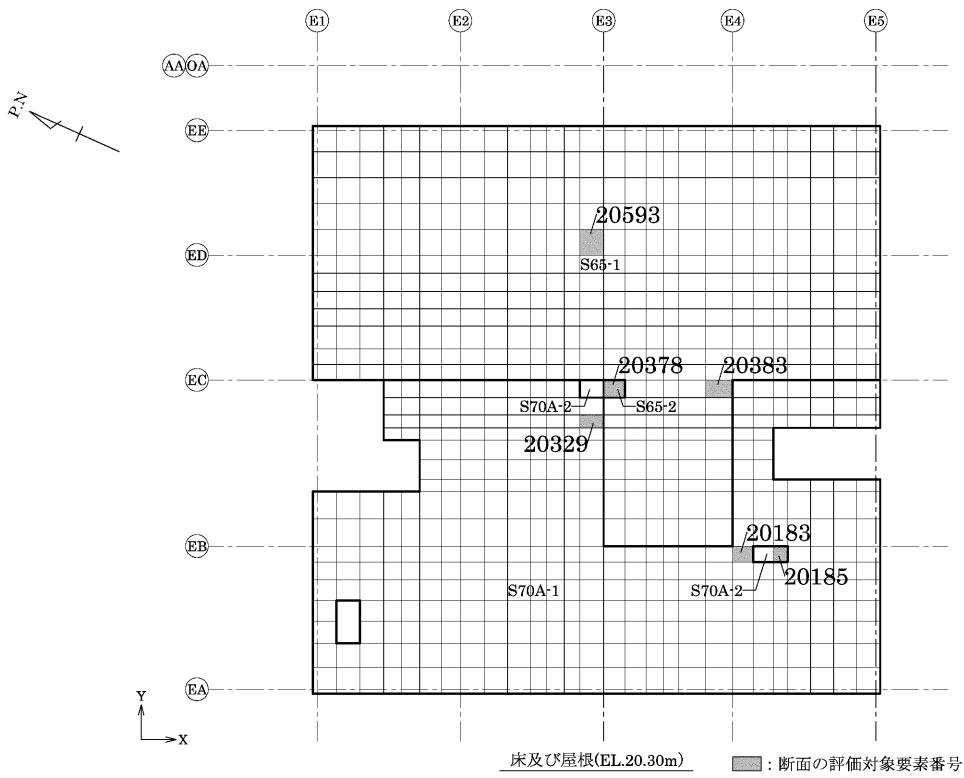 E1 E2 E3 E4 E5
AA OA
P.N
EE
20593
ED
S65-1
EC
20378 20383
S70A-2 S65-2
20329
EB
20183
20185
S70A-1 S70A-2
EA
Y
X
床及び屋根(EL.20.30m)
:断面の評価対象要素番号